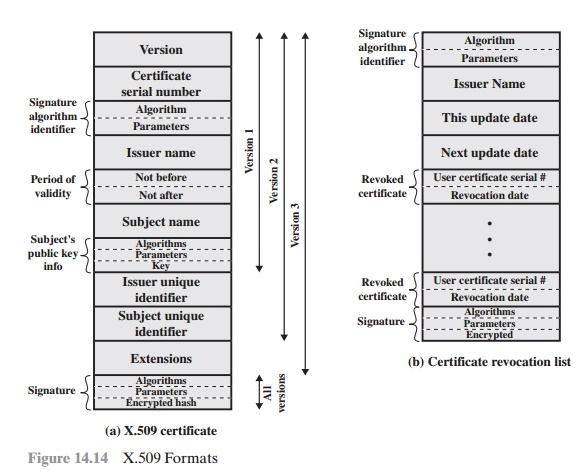 Version
Certificate
serial number
Signature
algorithm
identifier
Algorithm
Parameters
Issuer name
Period of
validity
Not before
Not after
Subject name
Subject's
public key
info
Algorithms
Parameters
Key
Issuer unique
identifier
Subject unique
identifier
Extensions
Signature
Algorithms
Parameters
Encrypted hash
Version 1
Version 2
Version 3
All
versions
(a) X.509 certificate
Signature
algorithm
identifier
Algorithm
Parameters
Issuer Name
This update date
Next update date
Revoked
certificate
User certificate serial #
Revocation date
Revoked
certificate
User certificate serial #
Revocation date
Signature
Algorithms
Parameters
Encrypted
(b) Certificate revocation list
Figure 14.14 X.509 Formats